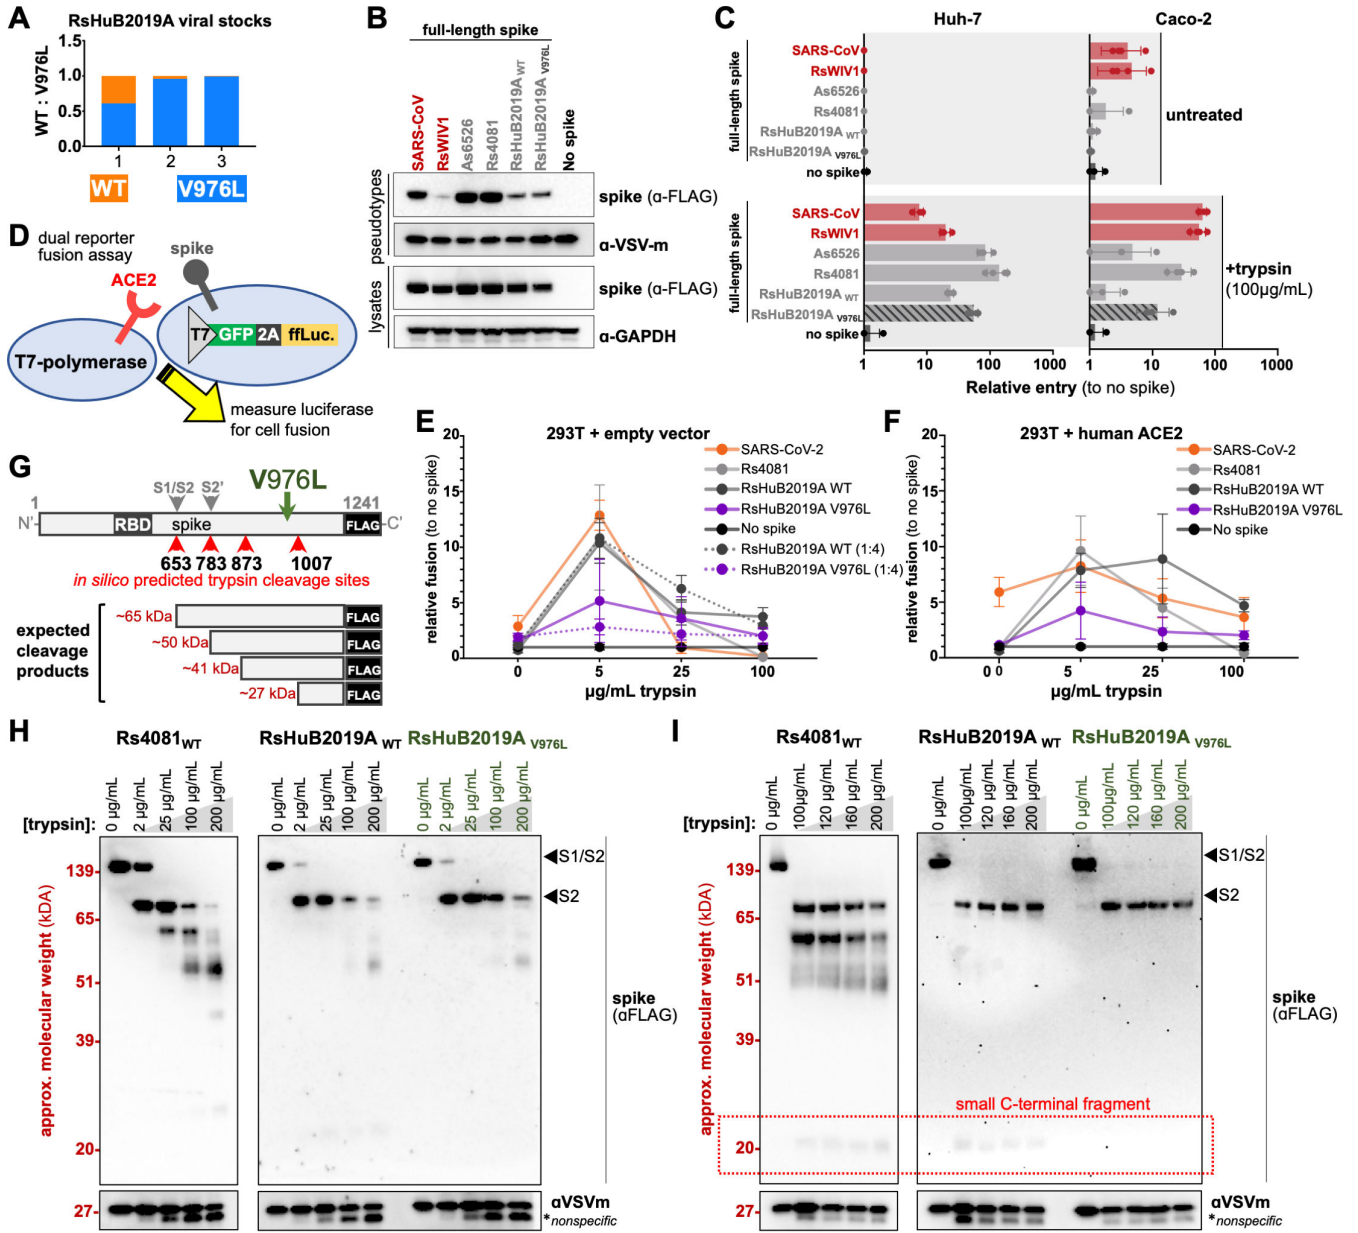 A
RsHuB2019A viral stocks
WT : V976L
1.5
1.0
0.5
0.0
1
2
3
WT
V976L
B
full-length spike
SARS-CoV
RsWIV1
As6526
Rs4081
RsHuB2019A WT
RsHuB2019A V976L
No spike
pseudotypes
spike (α-FLAG)
α-VSV-m
lysates
spike (α-FLAG)
α-GAPDH
C
Huh-7
Caco-2
full-length spike
SARS-CoV
RsWIV1
As6526
Rs4081
RsHuB2019A WT
RsHuB2019A V976L
no spike
untreated
full-length spike
SARS-CoV
RsWIV1
As6526
Rs4081
RsHuB2019A WT
RsHuB2019A V976L
no spike
+trypsin
(100μg/mL)
1
10
100
1000
1
10
100
1000
Relative entry (to no spike)
D
dual reporter
fusion assay
spike
ACE2
T7
GFP
2A
ffLuc.
T7-polymerase
measure luciferase
for cell fusion
E
293T + empty vector
relative fusion (to no spike)
20
15
10
5
0
0
5
25
100
μg/mL trypsin
SARS-CoV-2
Rs4081
RsHuB2019A WT
RsHuB2019A V976L
No spike
RsHuB2019A WT (1:4)
RsHuB2019A V976L (1:4)
F
293T + human ACE2
relative fusion (to no spike)
20
15
10
5
0
0 0
5
25
100
μg/mL trypsin
SARS-CoV-2
Rs4081
RsHuB2019A WT
RsHuB2019A V976L
No spike
G
V976L
1
S1/S2
S2'
1241
N'
RBD
spike
FLAG
C'
653
783
873
1007
in silico predicted trypsin cleavage sites
expected
cleavage
products
~65 kDa
FLAG
~50 kDa
FLAG
~41 kDa
FLAG
~27 kDa
FLAG
H
Rs4081WT
RsHuB2019A WT
RsHuB2019A V976L
[trypsin]:
0 μg/mL
2 μg/mL
25 μg/mL
100 μg/mL
200 μg/mL
0 μg/mL
2 μg/mL
25 μg/mL
100 μg/mL
200 μg/mL
0 μg/mL
2 μg/mL
25 μg/mL
100 μg/mL
200 μg/mL
approx. molecular weight (kDA)
139
65
51
39
20
27
S1/S2
S2
spike
(αFLAG)
αVSVm
*nonspecific
I
Rs4081WT
RsHuB2019A WT
RsHuB2019A V976L
[trypsin]:
0 μg/mL
100μg/mL
120 μg/mL
160 μg/mL
200 μg/mL
0 μg/mL
100μg/mL
120 μg/mL
160 μg/mL
200 μg/mL
0 μg/mL
100μg/mL
120 μg/mL
160 μg/mL
200 μg/mL
approx. molecular weight (kDA)
139
65
51
39
20
27
S1/S2
S2
spike
(αFLAG)
small C-terminal fragment
αVSVm
*nonspecific